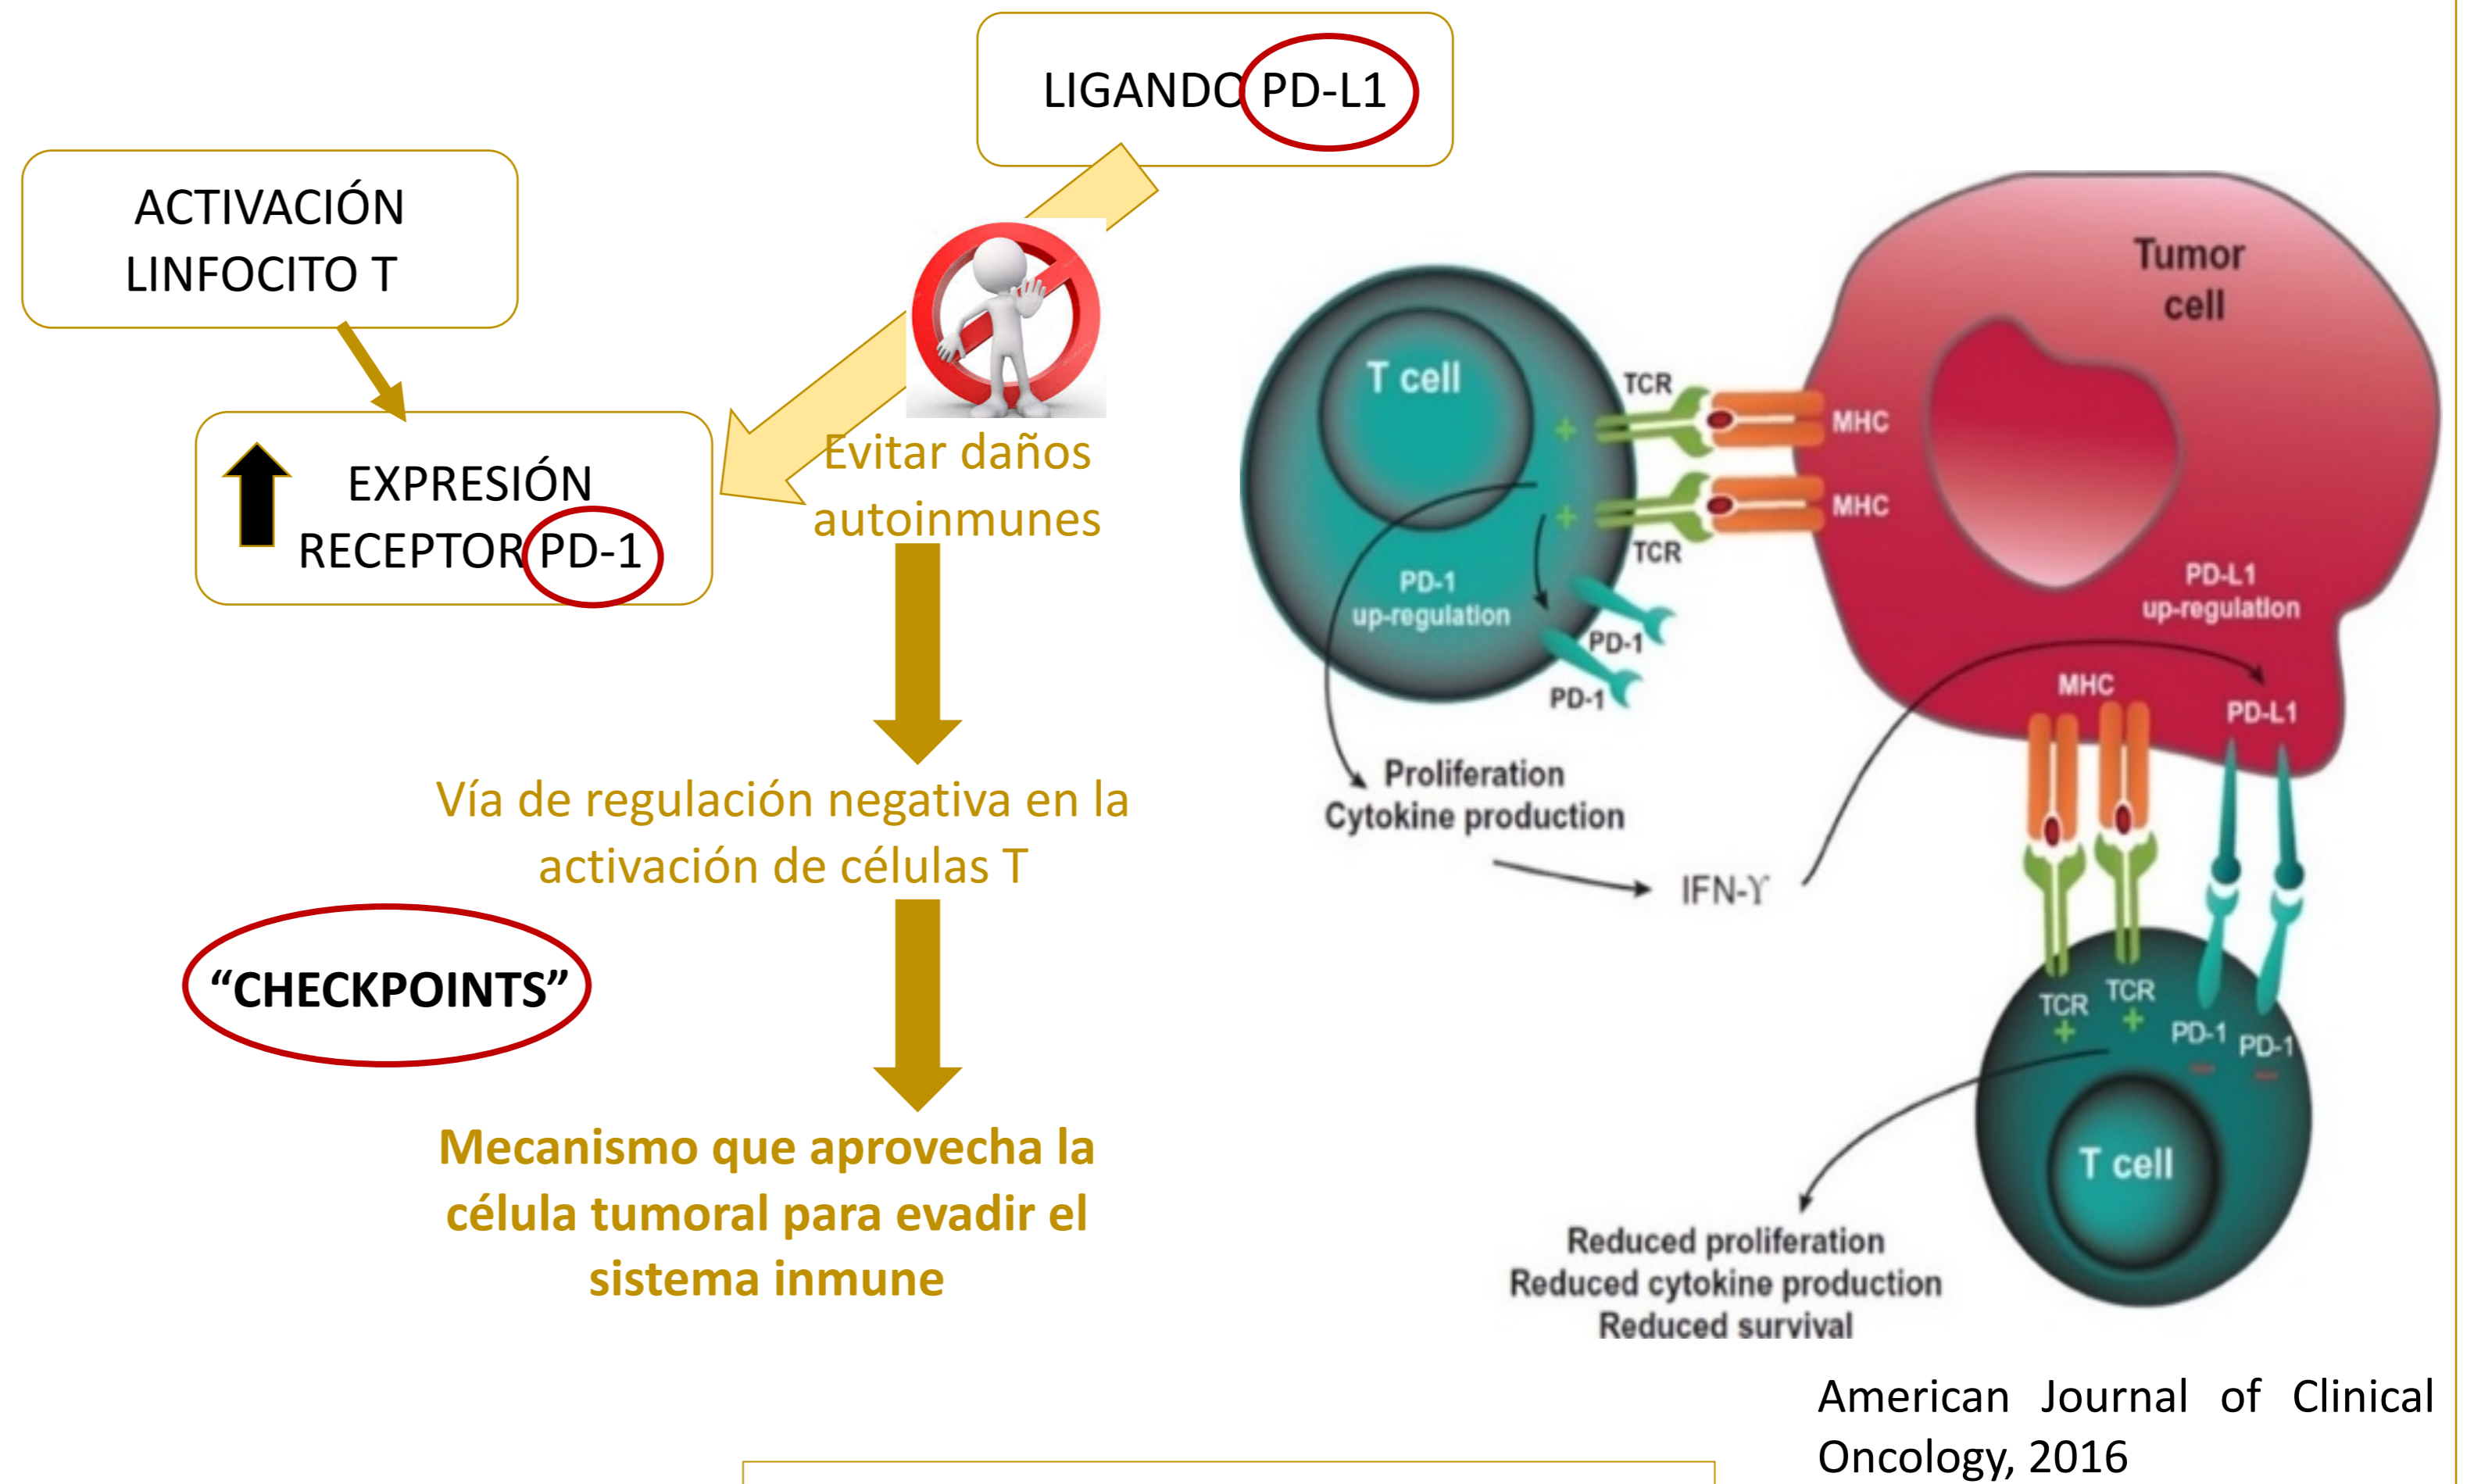 LIGANDO PD-L1
ACTIVACIÓN
LINFOCITO T
EXPRESIÓN
RECEPTOR PD-1
Evitar daños
autoinmunes
Vía de regulación negativa en la
activación de células T
“CHECKPOINTS”
Mecanismo que aprovecha la
célula tumoral para evadir el
sistema inmune
Tumor
cell
T cell
TCR
MHC
+
MHC
+
TCR
PD-1
up-regulation
PD-1
PD-1
PD-L1
up-regulation
MHC
PD-L1
Proliferation
Cytokine production
IFN-ϒ
TCR
TCR
+
+
PD-1
PD-1
–
–
T cell
Reduced proliferation
Reduced cytokine production
Reduced survival
American Journal of Clinical
Oncology, 2016